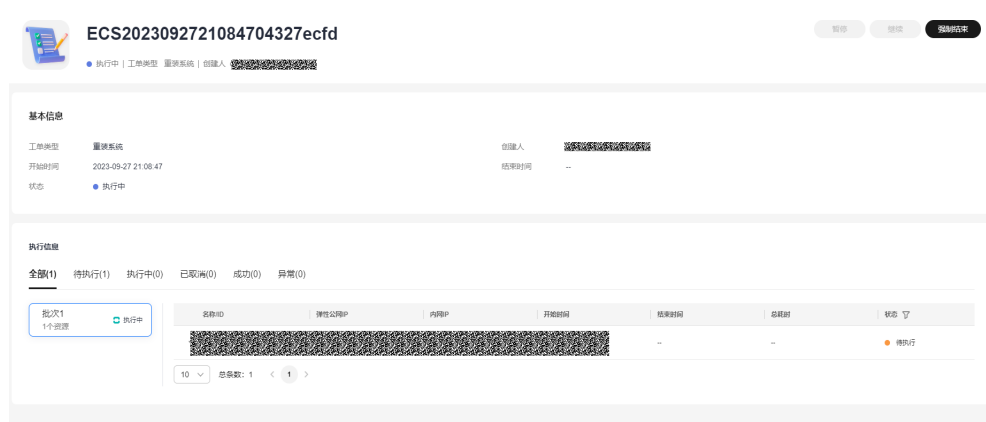 ECS2023092721084704327ecfd
暂停 继续 强制结束
执行中 | 工单类型 重装系统 | 创建人
基本信息
工单类型 重装系统 创建人
开始时间 2023-09-27 21:08:47 结束时间 --
状态 执行中
执行信息
全部(1) 待执行(1) 执行中(0) 已取消(0) 成功(0) 异常(0)
批次1
1个资源
执行中
名称/ID 弹性公网IP 内网IP 开始时间 结束时间 总耗时 状态
-- -- 待执行
10 总条数: 1 < 1 >